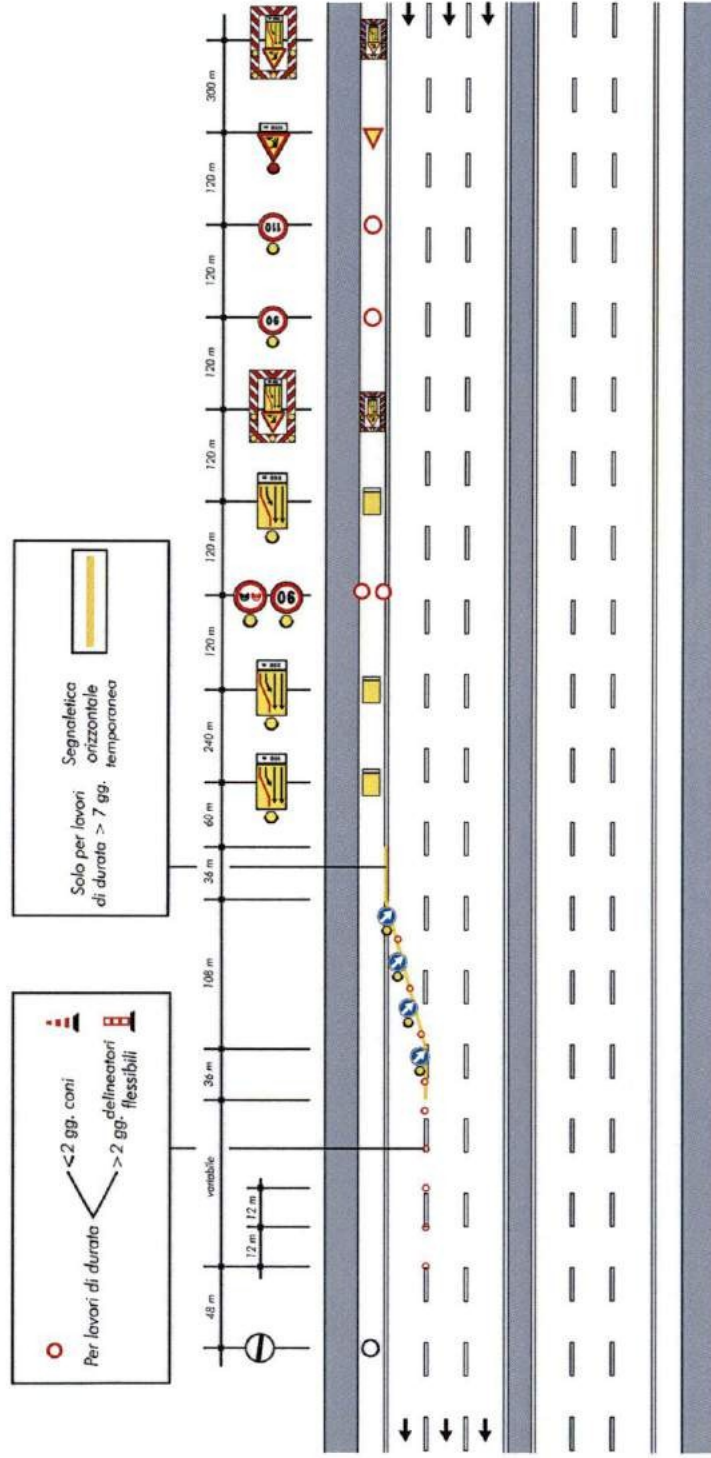 Per lavori di durata
<2 gg. coni
>2 gg.
delineatori
flessibili
Solo per lavori
di durata > 7 gg.
Segnaletica
orizzontale
temporanea
48 m
12 m
12 m
variabile
36 m
108 m
36 m
60 m
240 m
120 m
120 m
120 m
120 m
120 m
120 m
300 m
90
90
110